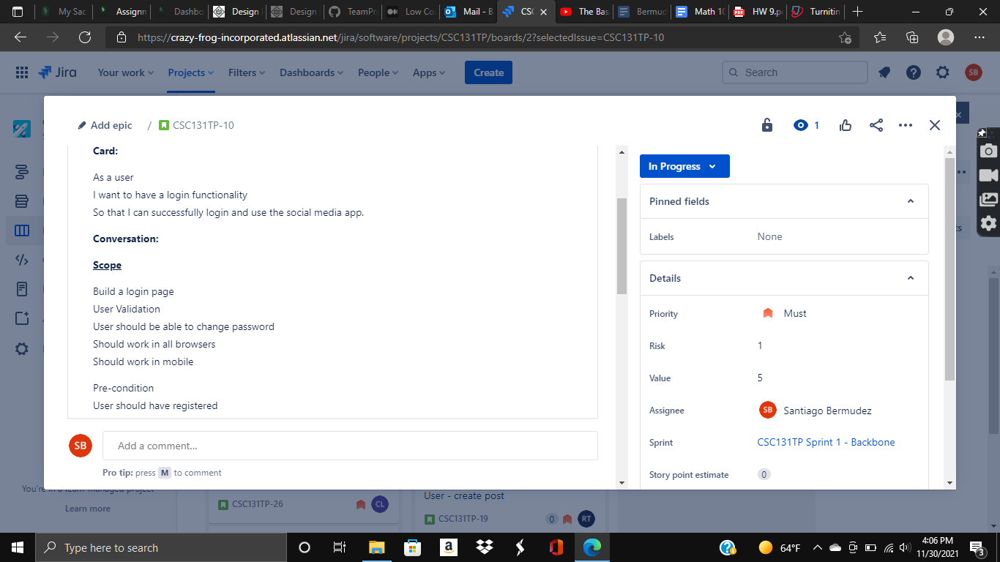 My Sac
Assignm
Dashbo
Design
Design
TeamPr
Low Co
Mail - B
CSC
The Bas
Bermud
Math 10
HW 9.p
Turnitin
https://crazy-frog-incorporated.atlassian.net/jira/software/projects/CSC131TP/boards/2?selectedIssue=CSC131TP-10
Jira
Your work
Projects
Filters
Dashboards
People
Apps
Create
Search
SB
Add epic / CSC131TP-10
1
Card:
As a user
I want to have a login functionality
So that I can successfully login and use the social media app.
Conversation:
Scope
Build a login page
User Validation
User should be able to change password
Should work in all browsers
Should work in mobile
Pre-condition
User should have registered
SB
Add a comment...
Pro tip: press M to comment
In Progress
Pinned fields
Labels None
Details
Priority Must
Risk 1
Value 5
Assignee SB Santiago Bermudez
Sprint CSC131TP Sprint 1 - Backbone
Story point estimate 0
You're in a team-managed project
Learn more
CSC131TP-26 CL
User - create post
CSC131TP-19 0 RT
Type here to search
64°F
4:06 PM
11/30/2021
3